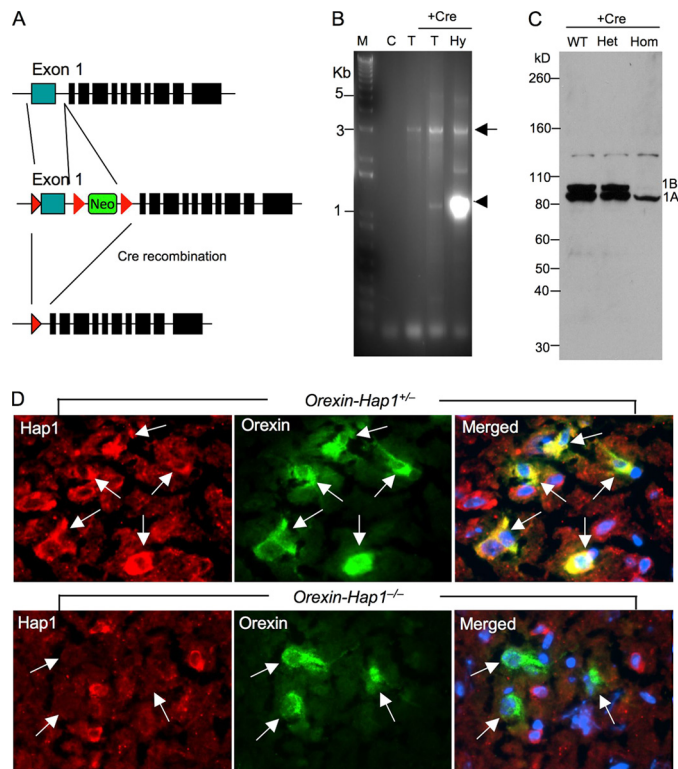 A
Exon 1
Exon 1
Neo
Cre recombination
B
+Cre
M C T T Hy
Kb
5
3
1
C
+Cre
kD WT Het Hom
260
160
110
80
60
50
40
30
1B
1A
D
Orexin-Hap1+/–
Hap1 Orexin Merged
Orexin-Hap1–/–
Hap1 Orexin Merged